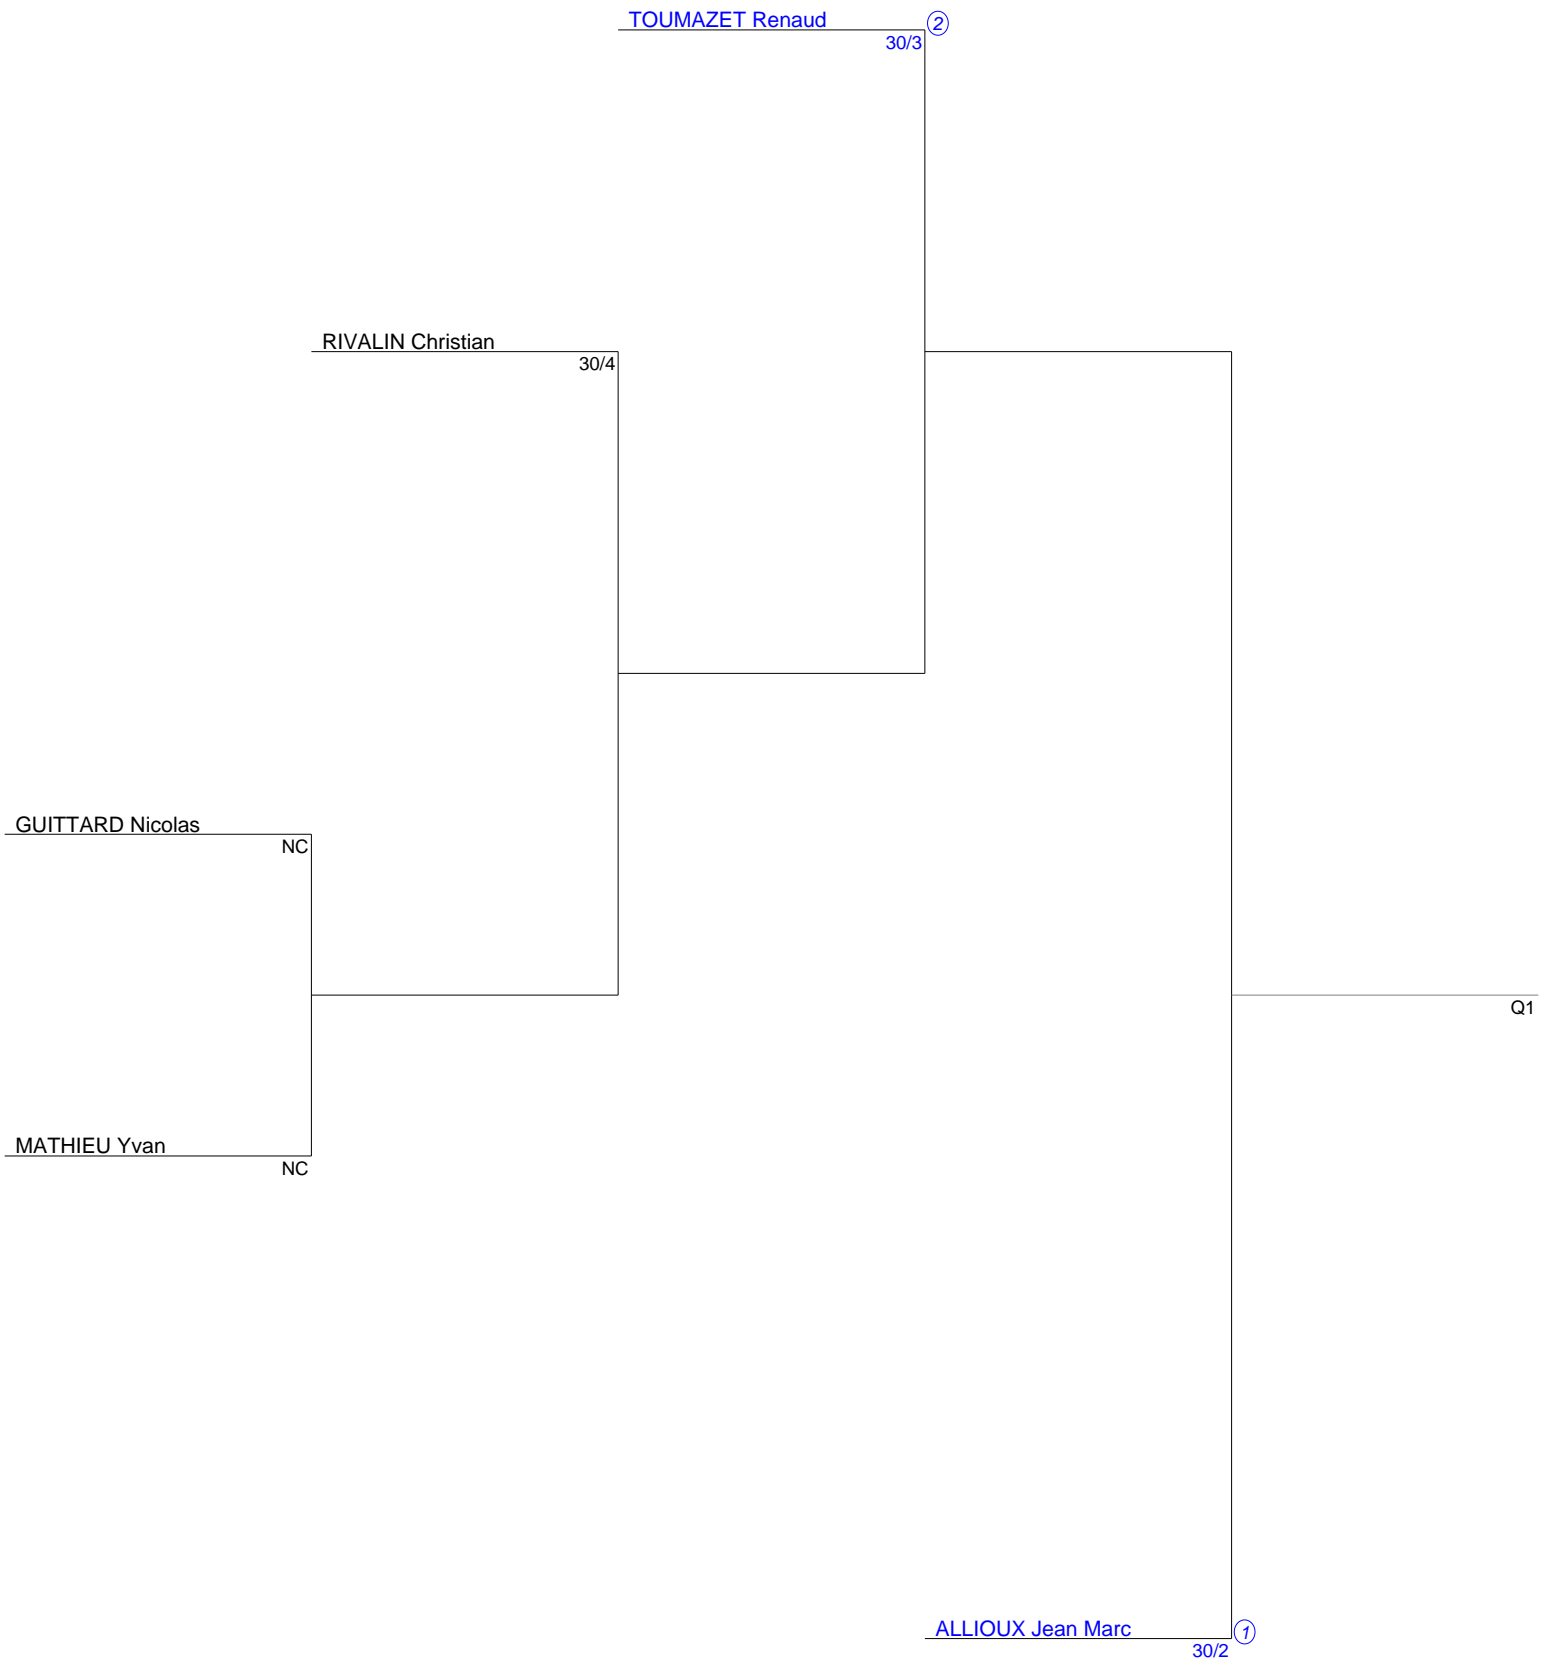 TOUMAZET Renaud 2
30/3
RIVALIN Christian
30/4
GUITTARD Nicolas
NC
Q1
MATHIEU Yvan
NC
ALLIOUX Jean Marc 1
30/2